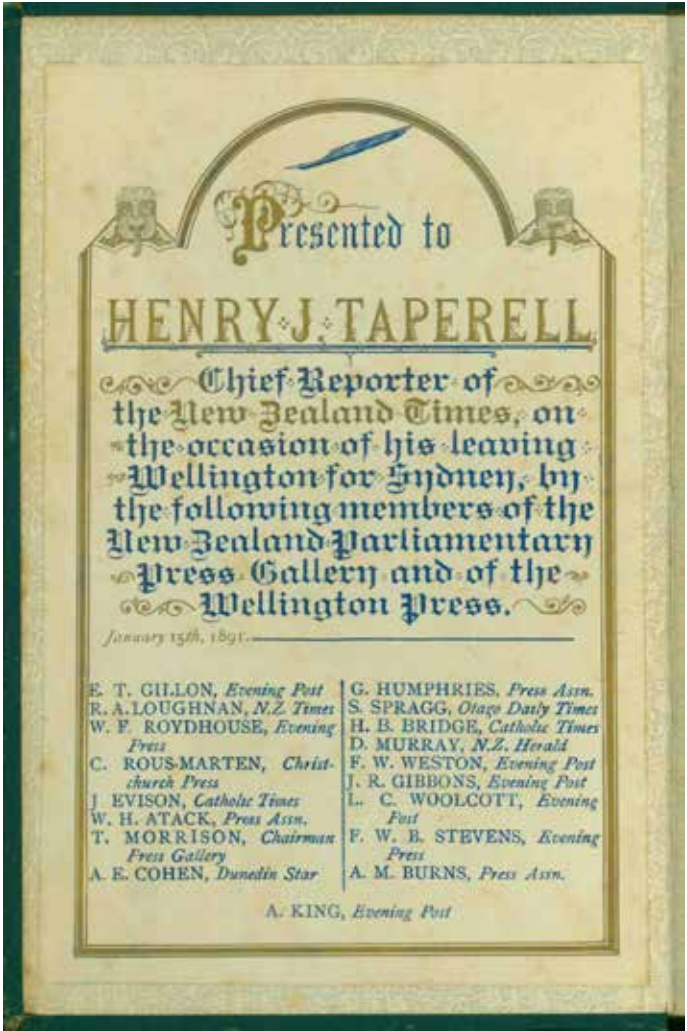 Presented to
HENRY J. TAPERELL
Chief Reporter of
the New Zealand Times, on
the occasion of his leaving
Wellington for Sydney, by
the following members of the
New Zealand Parliamentary
Press Gallery and of the
Wellington Press.
January 15th, 1891.
E. T. GILLON, Evening Post
R. A. LOUGHNAN, N.Z. Times
W. F. ROYDHOUSE, Evening
Press
C. ROUS-MARTEN, Christ-
church Press
J EVISON, Catholic Times
W. H. ATACK, Press Assn.
T. MORRISON, Chairman
Press Gallery
A. E. COHEN, Dunedin Star
G. HUMPHRIES, Press Assn.
S. SPRAGG, Otago Daily Times
H. B. BRIDGE, Catholic Times
D. MURRAY, N.Z. Herald
F. W. WESTON, Evening Post
J. R. GIBBONS, Evening Post
L. C. WOOLCOTT, Evening
Post
F. W. B. STEVENS, Evening
Press
A. M. BURNS, Press Assn.
A. KING, Evening Post